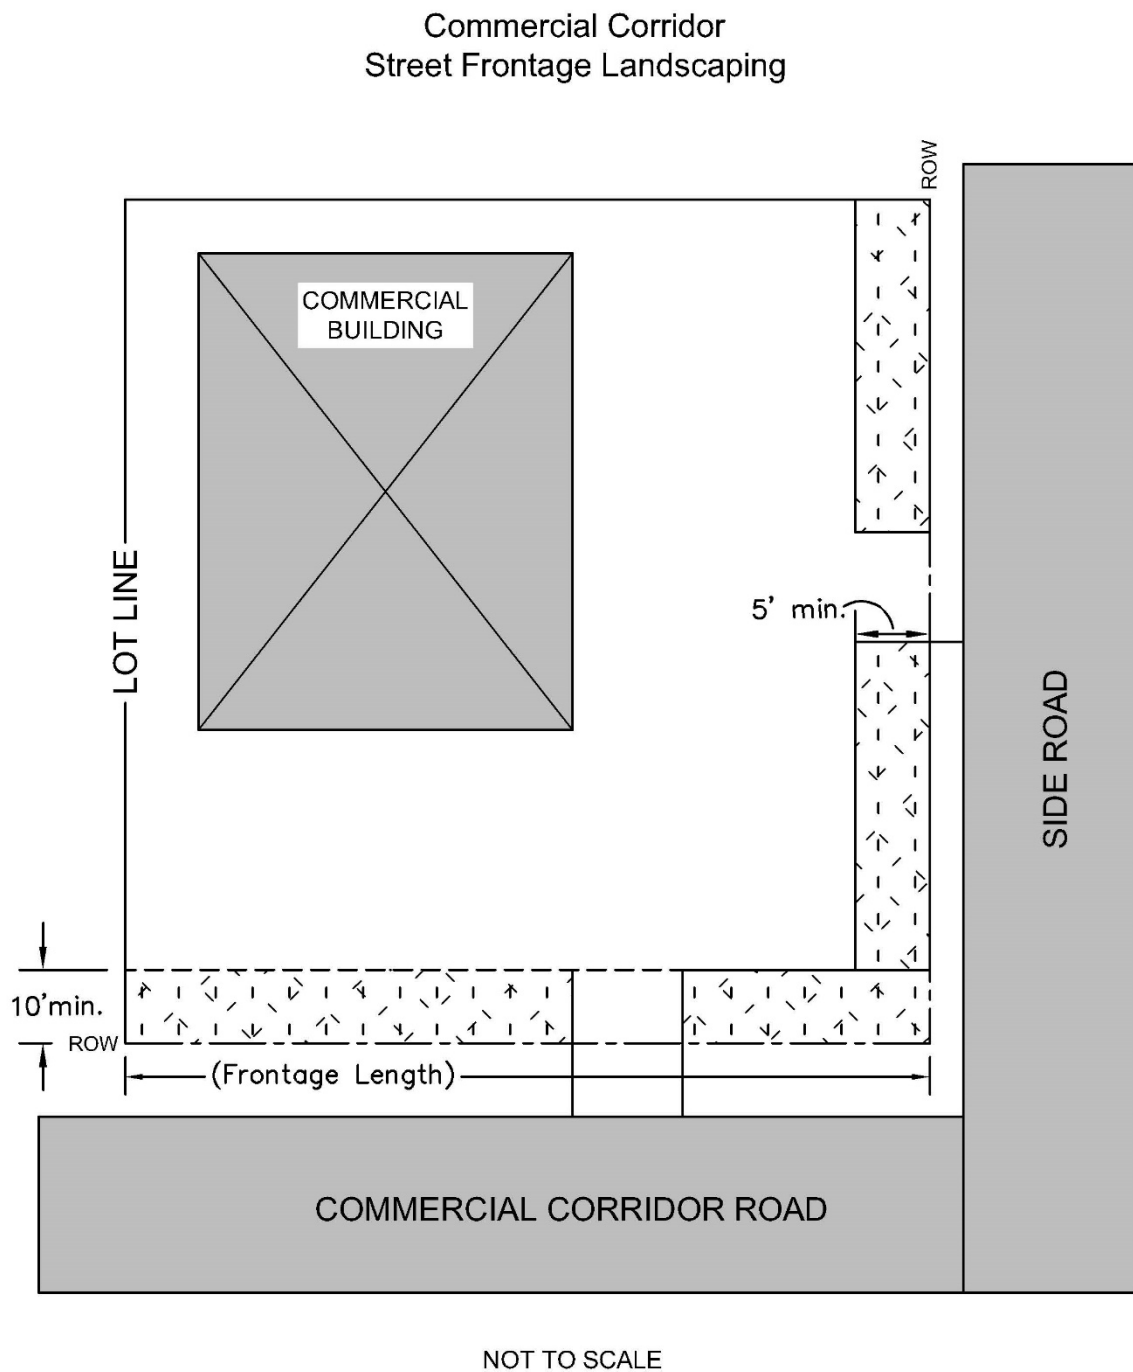 Commercial Corridor
Street Frontage Landscaping
ROW
COMMERCIAL
BUILDING
LOT LINE
5' min.
SIDE ROAD
10'min.
ROW
(Frontage Length)
COMMERCIAL CORRIDOR ROAD
NOT TO SCALE